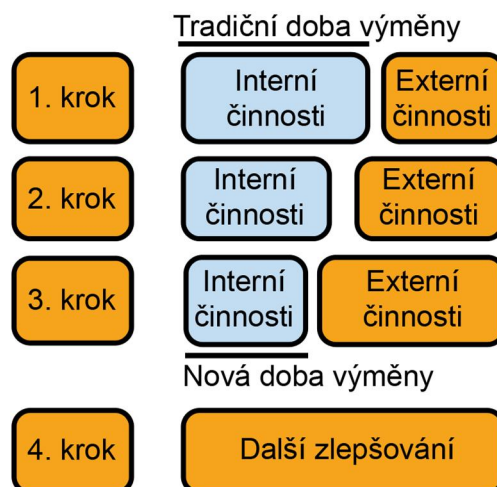 Tradiční doba výměny
1. krok
Interní
činnosti
Externí
činnosti
2. krok
Interní
činnosti
Externí
činnosti
3. krok
Interní
činnosti
Externí
činnosti
Nová doba výměny
4. krok
Další zlepšování